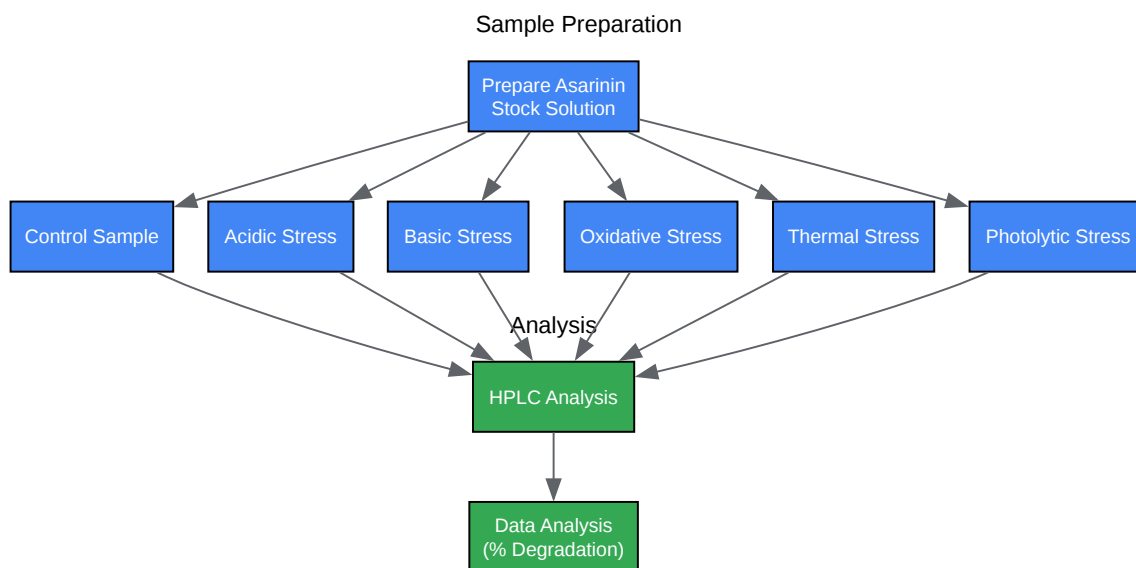 Sample Preparation
Prepare Asarinin
Stock Solution
Control Sample
Acidic Stress
Basic Stress
Oxidative Stress
Thermal Stress
Photolytic Stress
Analysis
HPLC Analysis
Data Analysis
(% Degradation)